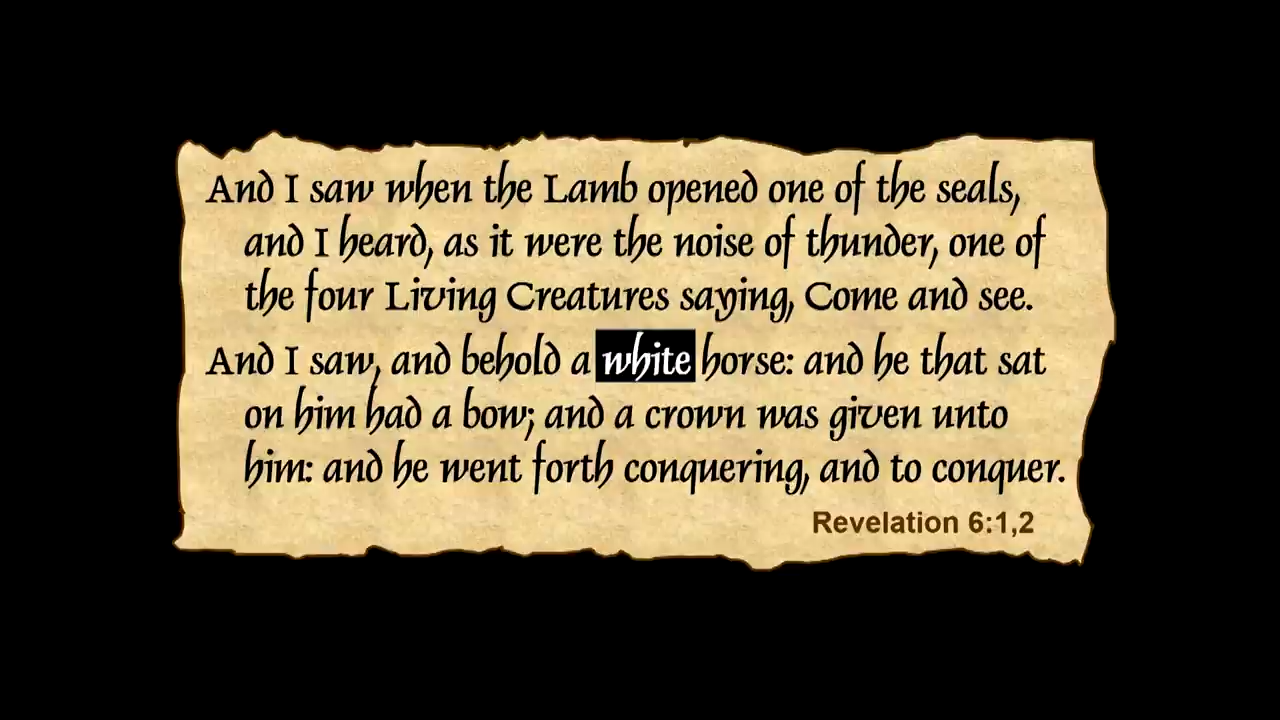 And I saw when the Lamb opened one of the seals,
and I heard, as it were the noise of thunder, one of
the four Living Creatures saying, Come and see.
And I saw, and behold a white horse: and he that sat
on him had a bow; and a crown was given unto
him: and he went forth conquering, and to conquer.
Revelation 6:1,2